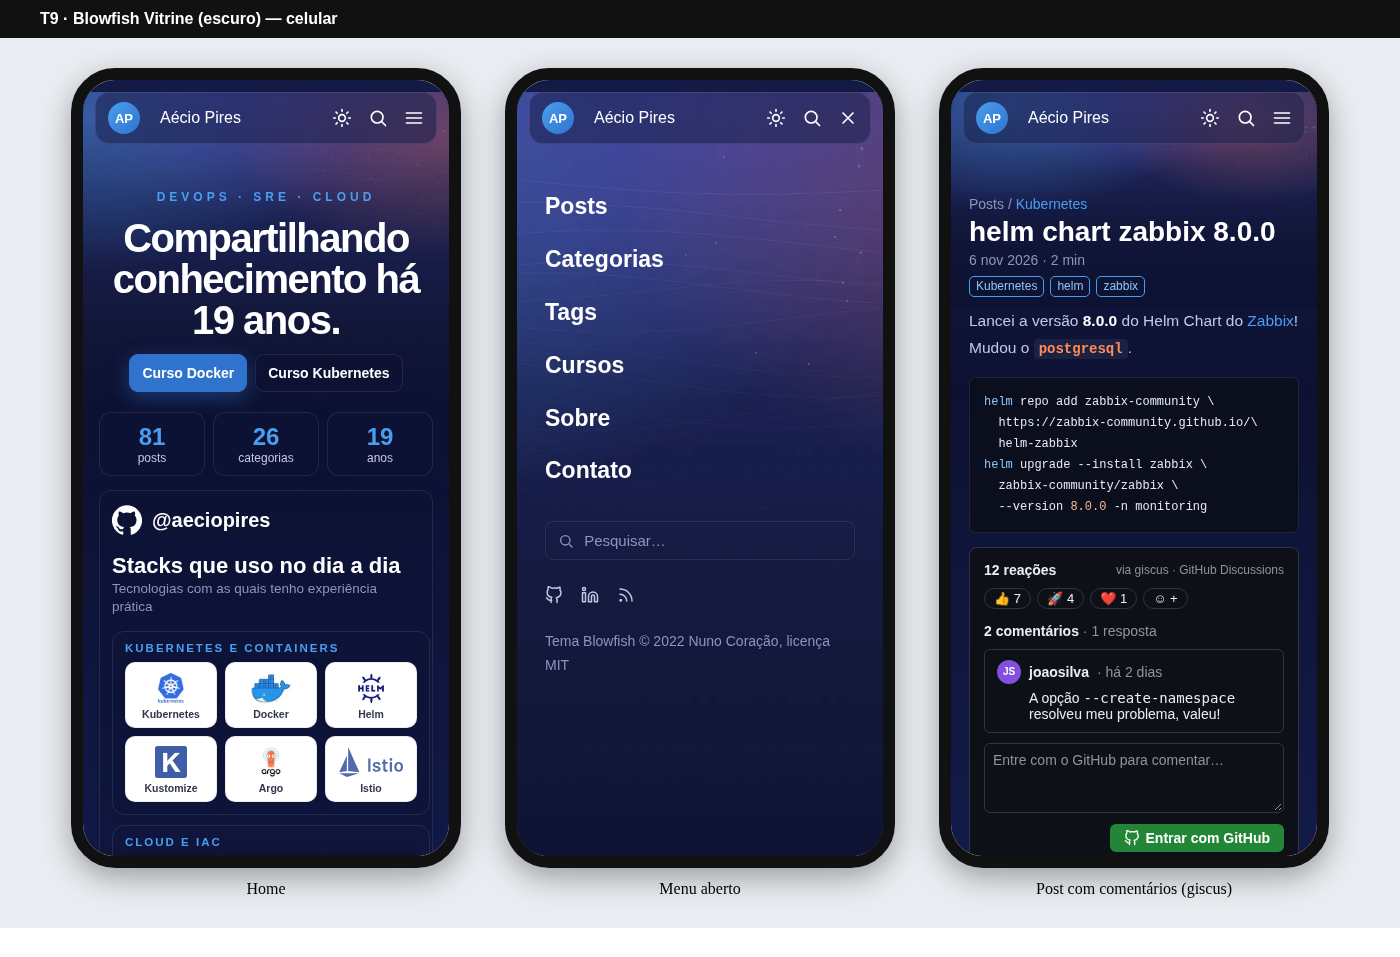 T9 · Blowfish Vitrine (escuro) — celular
AP Aécio Pires
DEVOPS · SRE · CLOUD
Compartilhando
conhecimento há
19 anos.
Curso Docker Curso Kubernetes
81 26 19
posts categorias anos
@aeciopires
Stacks que uso no dia a dia
Tecnologias com as quais tenho experiência
prática
KUBERNETES E CONTAINERS
kubernetes HELM
Kubernetes Docker Helm
K argo Istio
Kustomize Argo Istio
CLOUD E IAC
Home
AP Aécio Pires
Posts
Categorias
Tags
Cursos
Sobre
Contato
Pesquisar…
Tema Blowfish © 2022 Nuno Coração, licença
MIT
Menu aberto
AP Aécio Pires
Posts / Kubernetes
helm chart zabbix 8.0.0
6 nov 2026 · 2 min
Kubernetes helm zabbix
Lancei a versão 8.0.0 do Helm Chart do Zabbix!
Mudou o postgresql.
helm repo add zabbix-community \
https://zabbix-community.github.io/\
helm-zabbix
helm upgrade --install zabbix \
zabbix-community/zabbix \
--version 8.0.0 -n monitoring
12 reações via giscus · GitHub Discussions
👍 7 🚀 4 ❤️ 1 ☺ +
2 comentários · 1 resposta
JS joaosilva · há 2 dias
A opção --create-namespace
resolveu meu problema, valeu!
Entre com o GitHub para comentar…
Entrar com GitHub
Post com comentários (giscus)